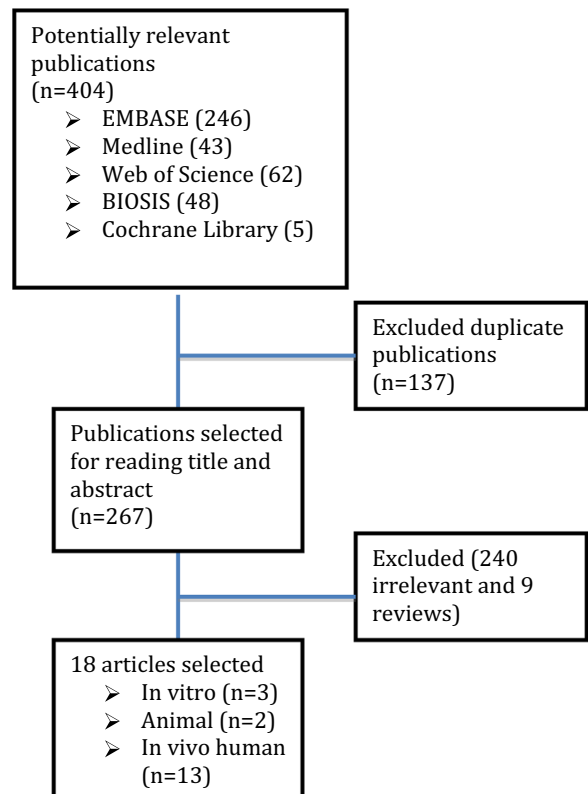 Potentially relevant
publications
(n=404)
➢ EMBASE (246)
➢ Medline (43)
➢ Web of Science (62)
➢ BIOSIS (48)
➢ Cochrane Library (5)
Excluded duplicate
publications
(n=137)
Publications selected
for reading title and
abstract
(n=267)
Excluded (240
irrelevant and 9
reviews)
18 articles selected
➢ In vitro (n=3)
➢ Animal (n=2)
➢ In vivo human
(n=13)